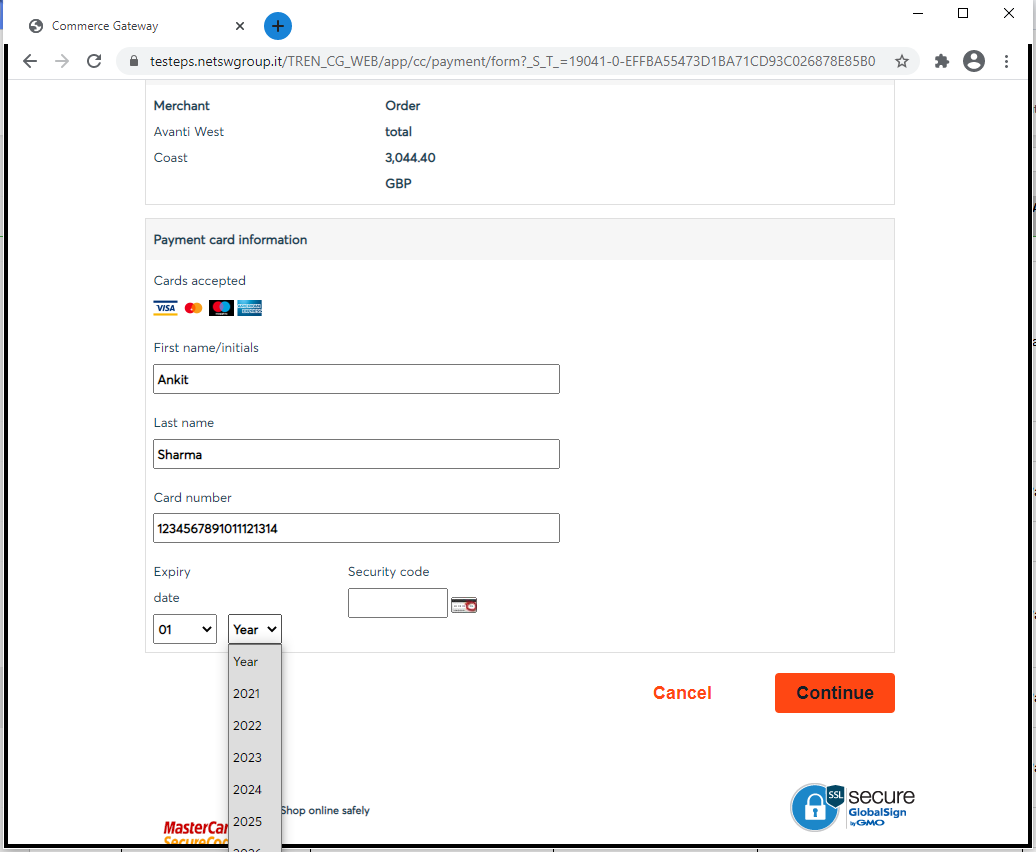 Commerce Gateway
testeps.netswgroup.it/TREN_CG_WEB/app/cc/payment/form?_S_T_=19041-0-EFFBA55473D1BA71CD93C026878E85B0
Merchant Order
Avanti West total
Coast 3,044.40
GBP
Payment card information
Cards accepted
VISA
First name/initials
Ankit
Last name
Sharma
Card number
1234567891011121314
Expiry Security code
date
01 Year
Year
2021
2022
2023
2024
2025
Cancel Continue
Shop online safely
MasterCar
SSL secure
GlobalSign
by GMO